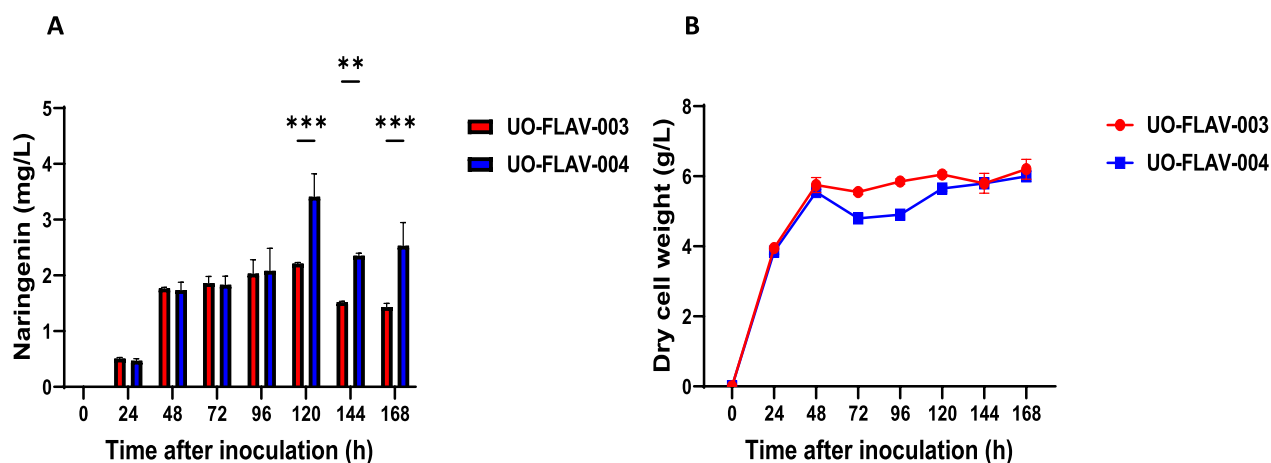 A
Naringenin (mg/L)
5
4
3
2
1
0
***
**
***
0 24 48 72 96 120 144 168
Time after inoculation (h)
UO-FLAV-003
UO-FLAV-004
B
Dry cell weight (g/L)
8
6
4
2
0
0 24 48 72 96 120 144 168
Time after inoculation (h)
UO-FLAV-003
UO-FLAV-004